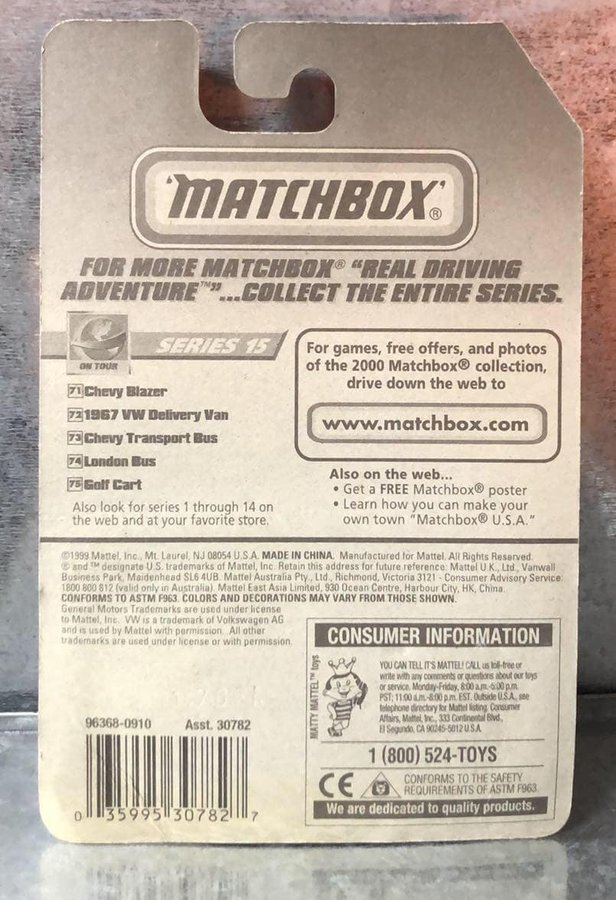 'MATCHBOX'®
FOR MORE MATCHBOX® "REAL DRIVING
ADVENTURE™"...COLLECT THE ENTIRE SERIES.
ON TOUR
SERIES 15
71 Chevy Blazer
72 1967 VW Delivery Van
73 Chevy Transport Bus
74 London Bus
75 Golf Cart
Also look for series 1 through 14 on
the web and at your favorite store.
For games, free offers, and photos
of the 2000 Matchbox® collection,
drive down the web to
www.matchbox.com
Also on the web...
• Get a FREE Matchbox® poster
• Learn how you can make your
own town "Matchbox® U.S.A."
©1999 Mattel, Inc., Mt. Laurel, NJ 08054 U.S.A. MADE IN CHINA. Manufactured for Mattel. All Rights Reserved.
® and ™ designate U.S. trademarks of Mattel, Inc. Retain this address for future reference: Mattel U.K., Ltd., Vanwall
Business Park, Maidenhead SL6 4UB. Mattel Australia Pty., Ltd., Richmond, Victoria 3121 - Consumer Advisory Service:
1800 800 812 (valid only in Australia). Mattel East Asia Limited, 930 Ocean Centre, Harbour City, HK, China.
CONFORMS TO ASTM F963. COLORS AND DECORATIONS MAY VARY FROM THOSE SHOWN.
General Motors Trademarks are used under license
to Mattel, Inc. VW is a trademark of Volkswagen AG
and is used by Mattel with permission. All other
trademarks are used under license or with permission.
96368-0910 Asst. 30782
0 35995 30782 7
CONSUMER INFORMATION
MATTY MATTEL™ toys
YOU CAN TELL IT'S MATTEL! CALL us toll-free or
write with any comments or questions about our toys
or service. Monday-Friday, 8:00 a.m.-5:00 p.m.
PST; 11:00 a.m.-8:00 p.m. EST. Outside U.S.A., see
telephone directory for Mattel listing. Consumer
Affairs, Mattel, Inc., 333 Continental Blvd.,
El Segundo, CA 90245-5012 U.S.A.
1 (800) 524-TOYS
CE
CONFORMS TO THE SAFETY
REQUIREMENTS OF ASTM F963.
We are dedicated to quality products.